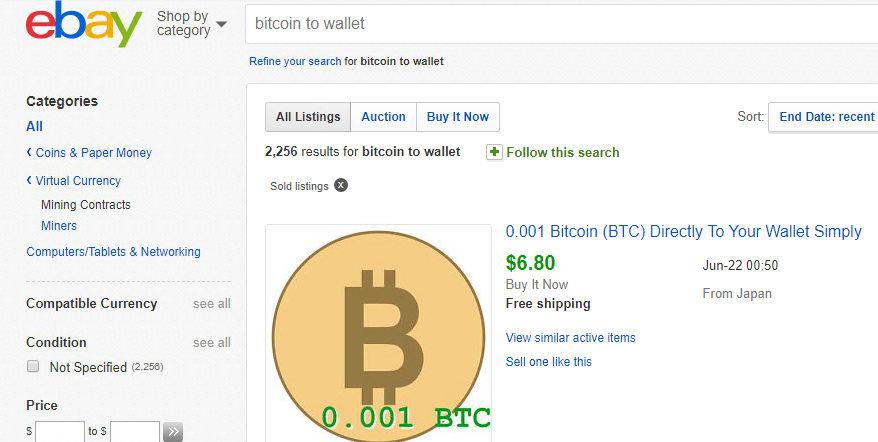 ebay
Shop by
category
bitcoin to wallet
Refine your search for bitcoin to wallet
Categories
All
Coins & Paper Money
Virtual Currency
Mining Contracts
Miners
Computers/Tablets & Networking
Compatible Currency see all
Condition see all
Not Specified (2,256)
Price
$ to $ »
All Listings Auction Buy It Now
Sort: End Date: recent
2,256 results for bitcoin to wallet + Follow this search
Sold listings x
0.001 BTC
0.001 Bitcoin (BTC) Directly To Your Wallet Simply
$6.80
Buy It Now
Free shipping
Jun-22 00:50
From Japan
View similar active items
Sell one like this